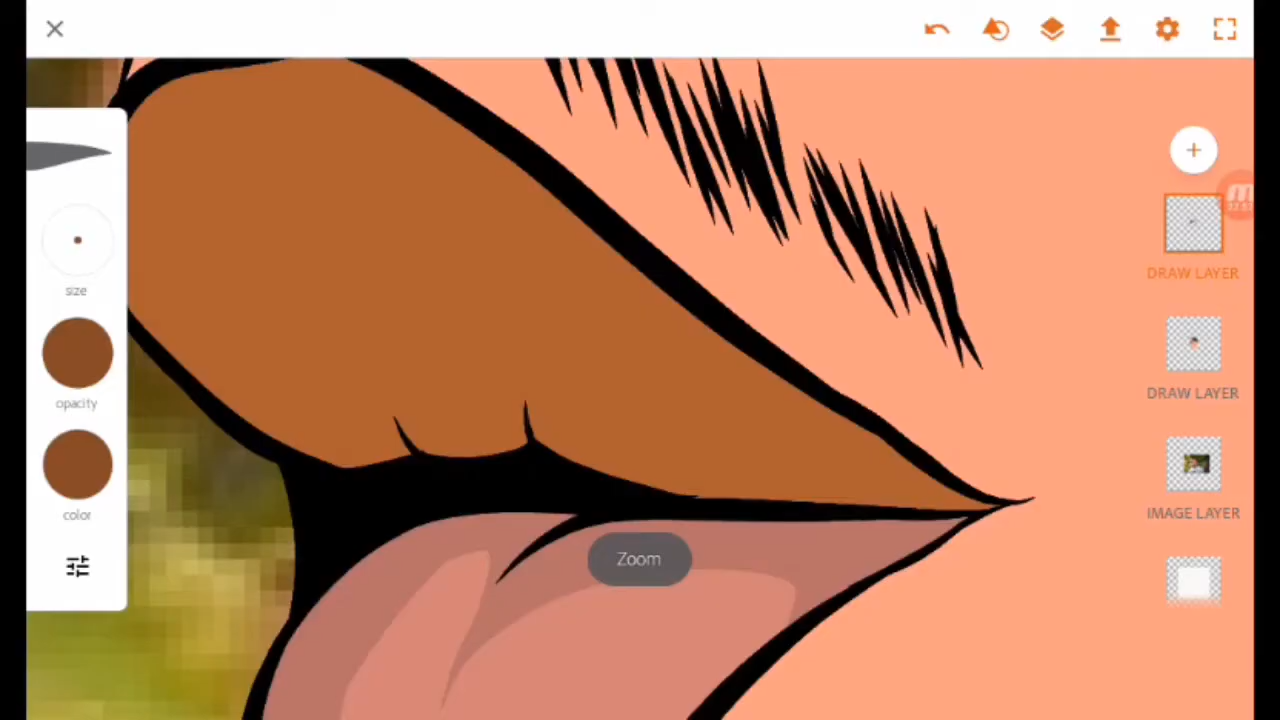 size
opacity
color
DRAW LAYER
DRAW LAYER
IMAGE LAYER
Zoom